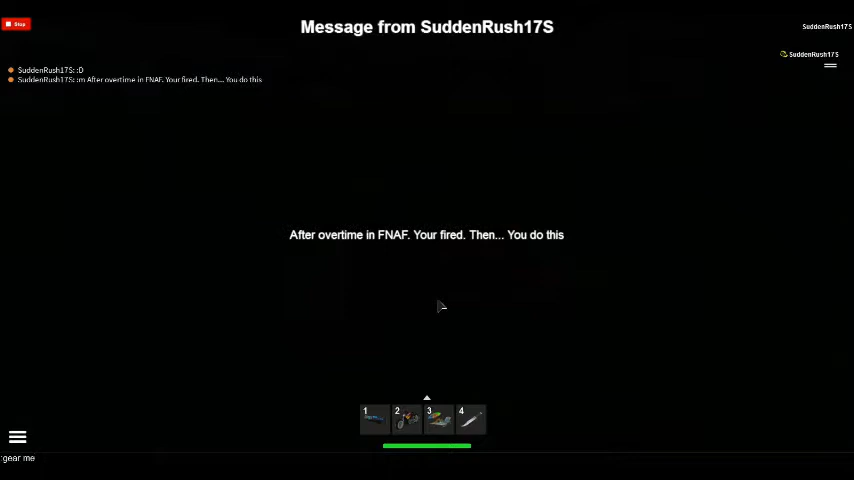 Stop
Message from SuddenRush17S
SuddenRush17S
SuddenRush17S
SuddenRush17S: :D
SuddenRush17S: :m After overtime in FNAF. Your fired. Then... You do this
After overtime in FNAF. Your fired. Then... You do this
1 2 3 4
:gear me